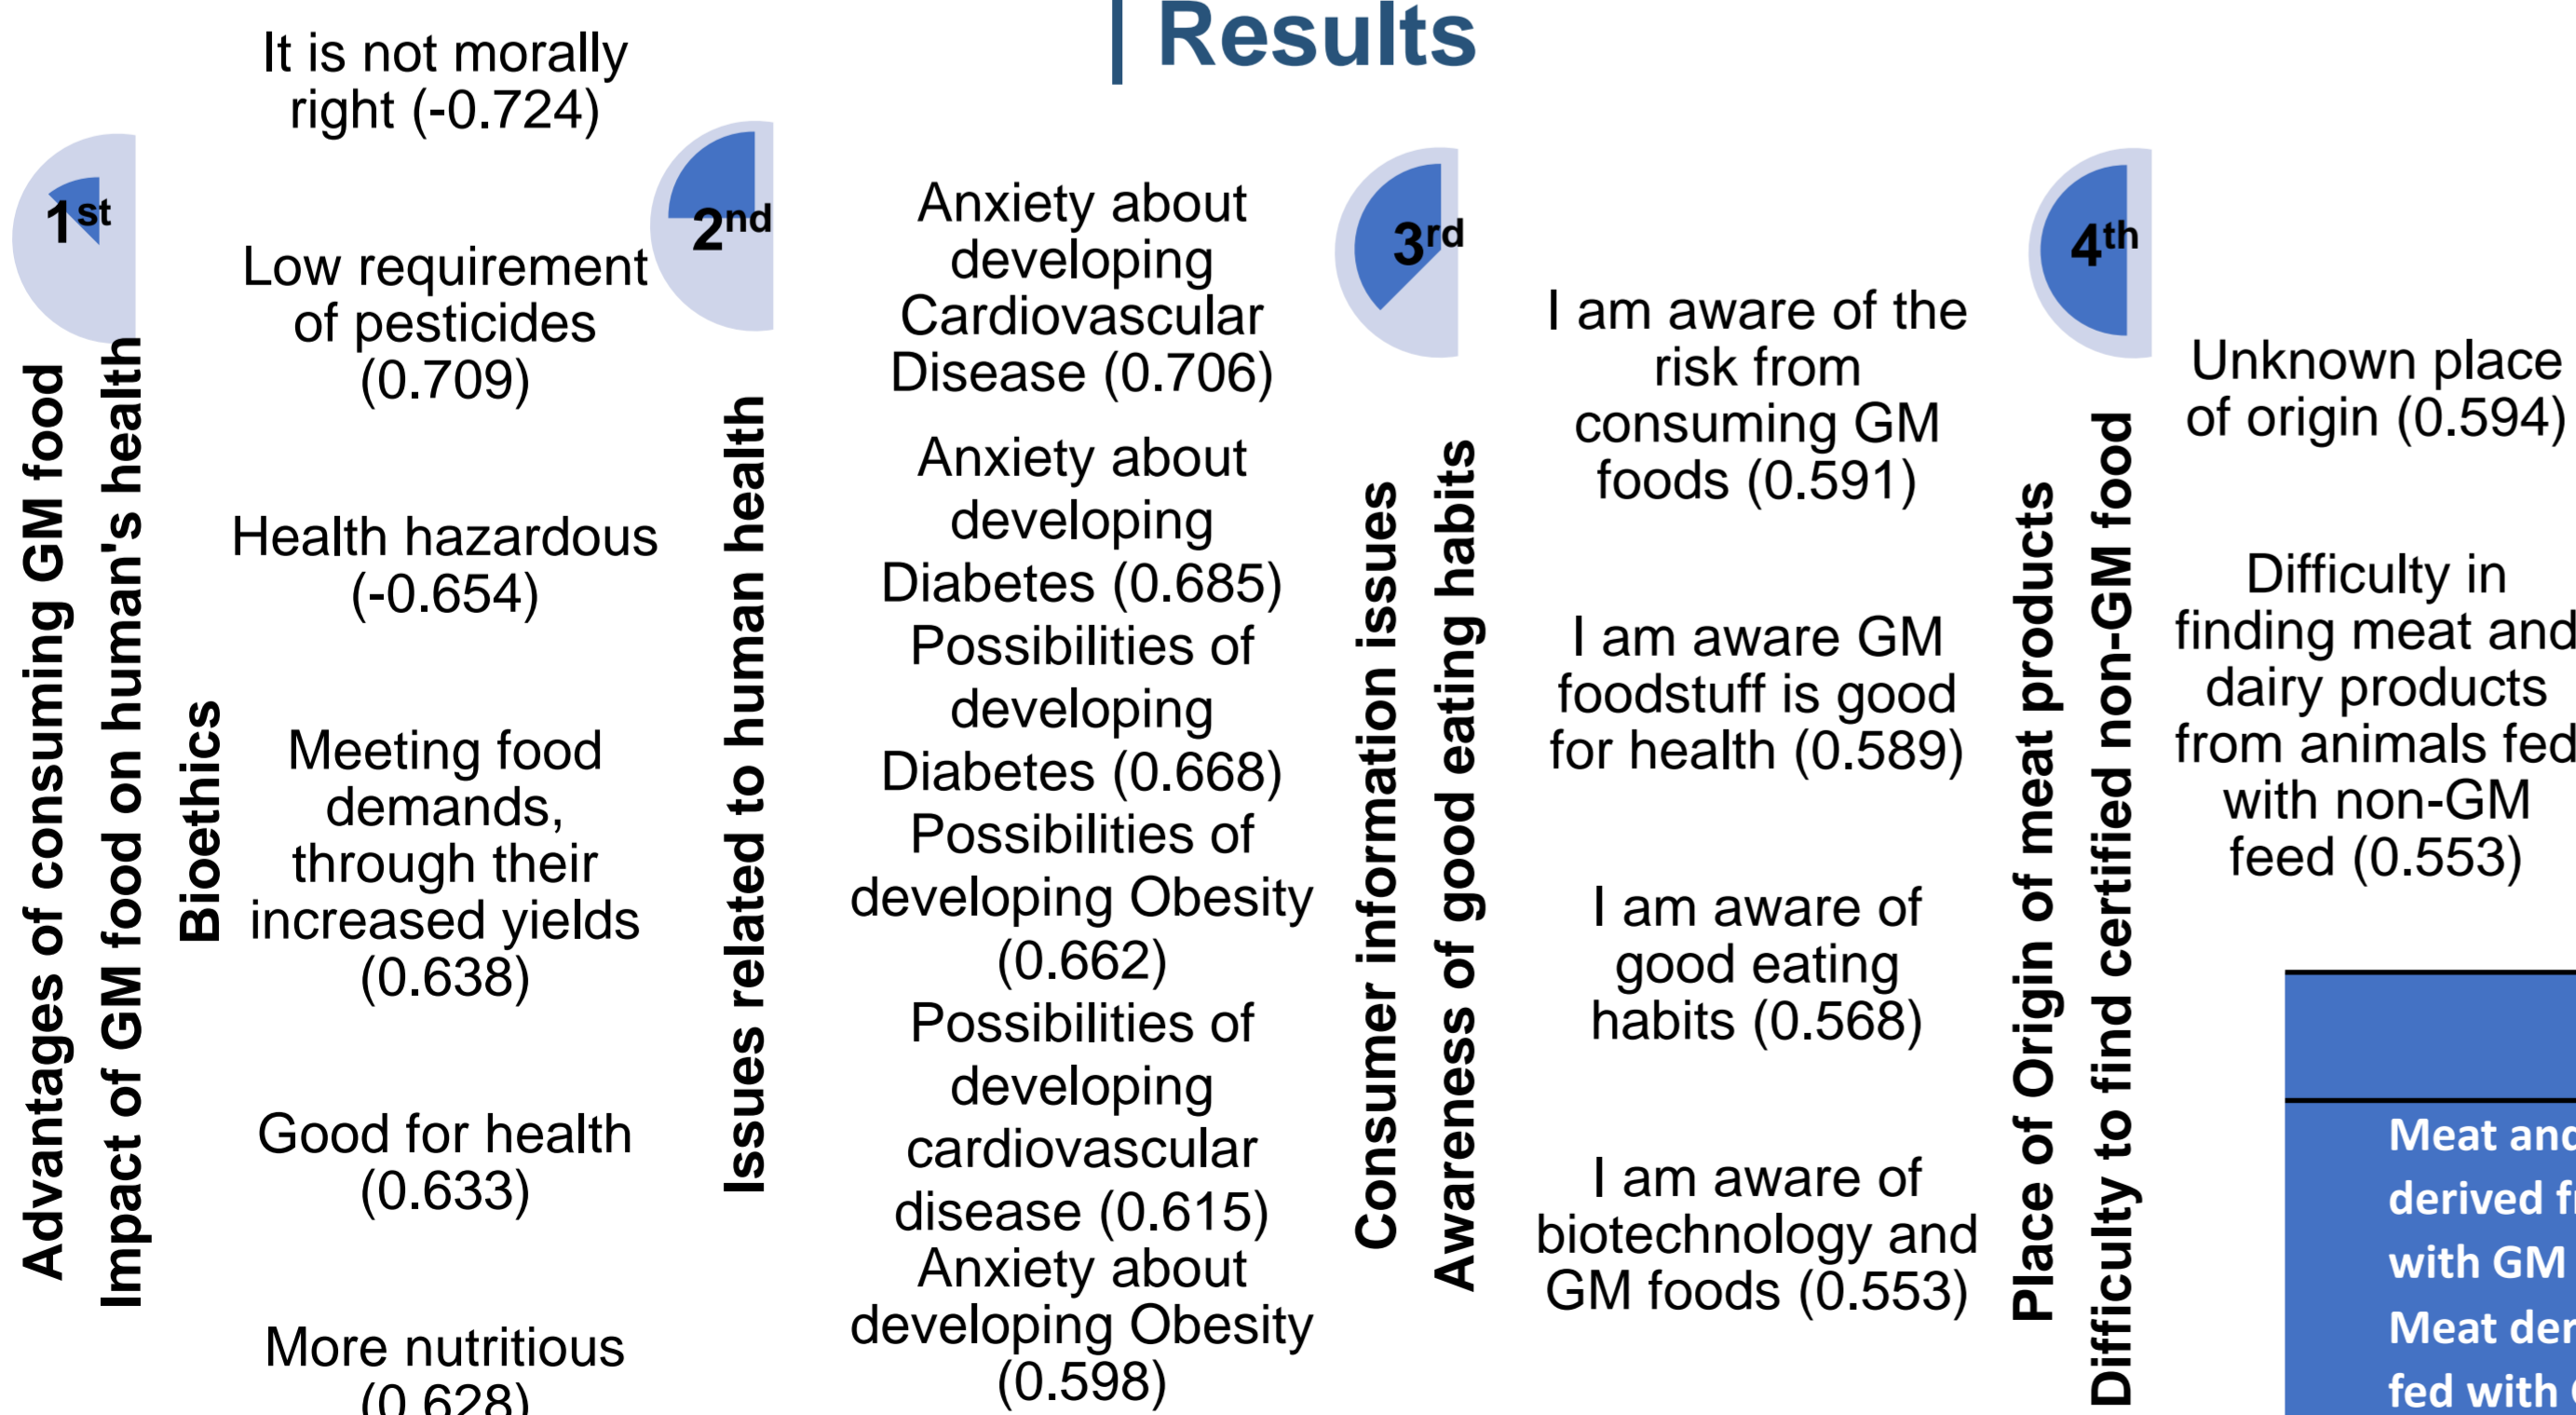 Results
1st
Advantages of consuming GM food
Impact of GM food on human's health
Bioethics
It is not morally
right (-0.724)
Low requirement
of pesticides
(0.709)
Health hazardous
(-0.654)
Meeting food
demands,
through their
increased yields
(0.638)
Good for health
(0.633)
More nutritious
(0.628)
2nd
Issues related to human health
Anxiety about
developing
Cardiovascular
Disease (0.706)
Anxiety about
developing
Diabetes (0.685)
Possibilities of
developing
Diabetes (0.668)
Possibilities of
developing Obesity
(0.662)
Possibilities of
developing
cardiovascular
disease (0.615)
Anxiety about
developing Obesity
(0.598)
3rd
Consumer information issues
Awareness of good eating habits
I am aware of the
risk from
consuming GM
foods (0.591)
I am aware GM
foodstuff is good
for health (0.589)
I am aware of
good eating
habits (0.568)
I am aware of
biotechnology and
GM foods (0.553)
4th
Place of Origin of meat products
Difficulty to find certified non-GM food
Unknown place
of origin (0.594)
Difficulty in
finding meat and
dairy products
from animals fed
with non-GM
feed (0.553)
Meat and
derived
with GM
Meat
fed with